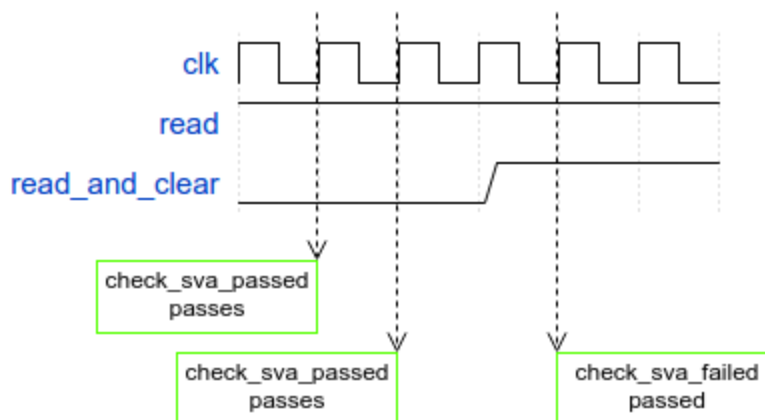 clk
read
read_and_clear
check_sva_passed
passes
check_sva_passed
passes
check_sva_failed
passed